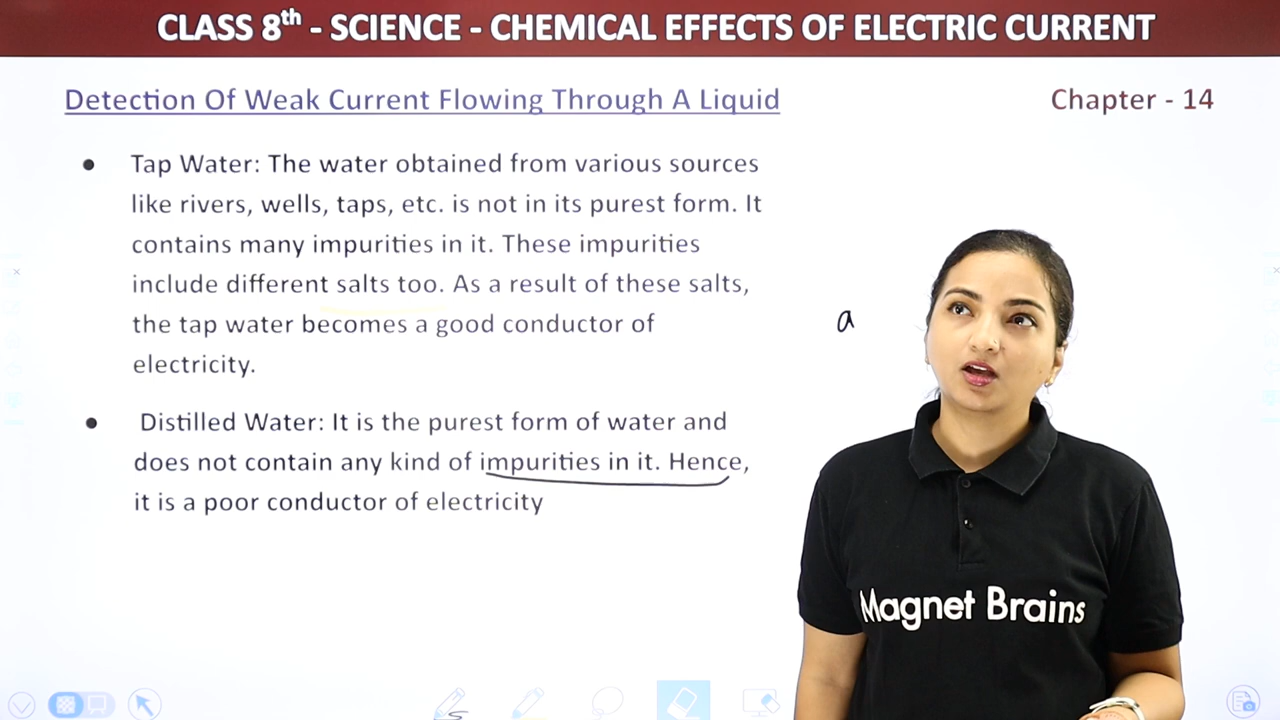 CLASS 8th - SCIENCE - CHEMICAL EFFECTS OF ELECTRIC CURRENT
Detection Of Weak Current Flowing Through A Liquid
Chapter - 14
• Tap Water: The water obtained from various sources
like rivers, wells, taps, etc. is not in its purest form. It
contains many impurities in it. These impurities
include different salts too. As a result of these salts,
the tap water becomes a good conductor of
electricity.
• Distilled Water: It is the purest form of water and
does not contain any kind of impurities in it. Hence,
it is a poor conductor of electricity
a
Magnet Brains